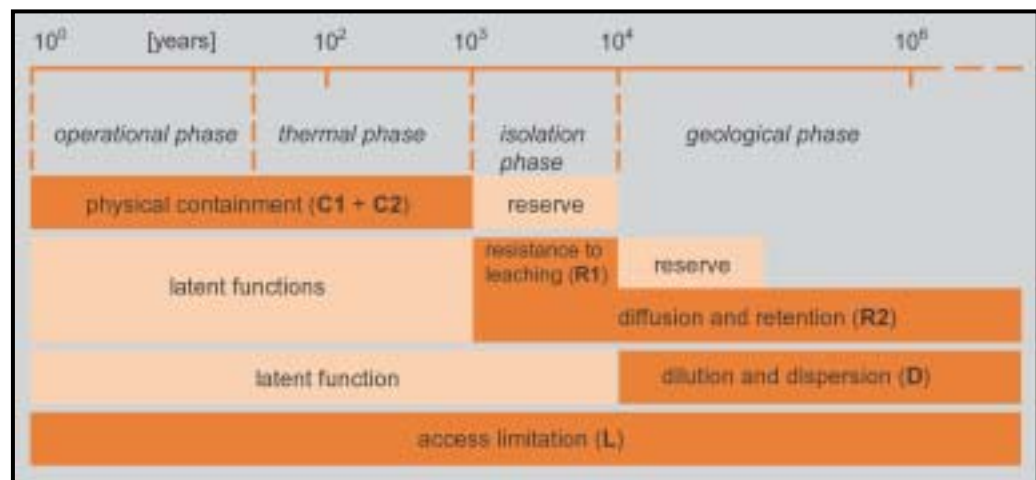 10⁰ [years] 10² 10³ 10⁴ 10⁶
operational phase thermal phase isolation phase geological phase
physical containment (C1 + C2) reserve
resistance to
leaching (R1) reserve
latent functions
diffusion and retention (R2)
latent function dilution and dispersion (D)
access limitation (L)